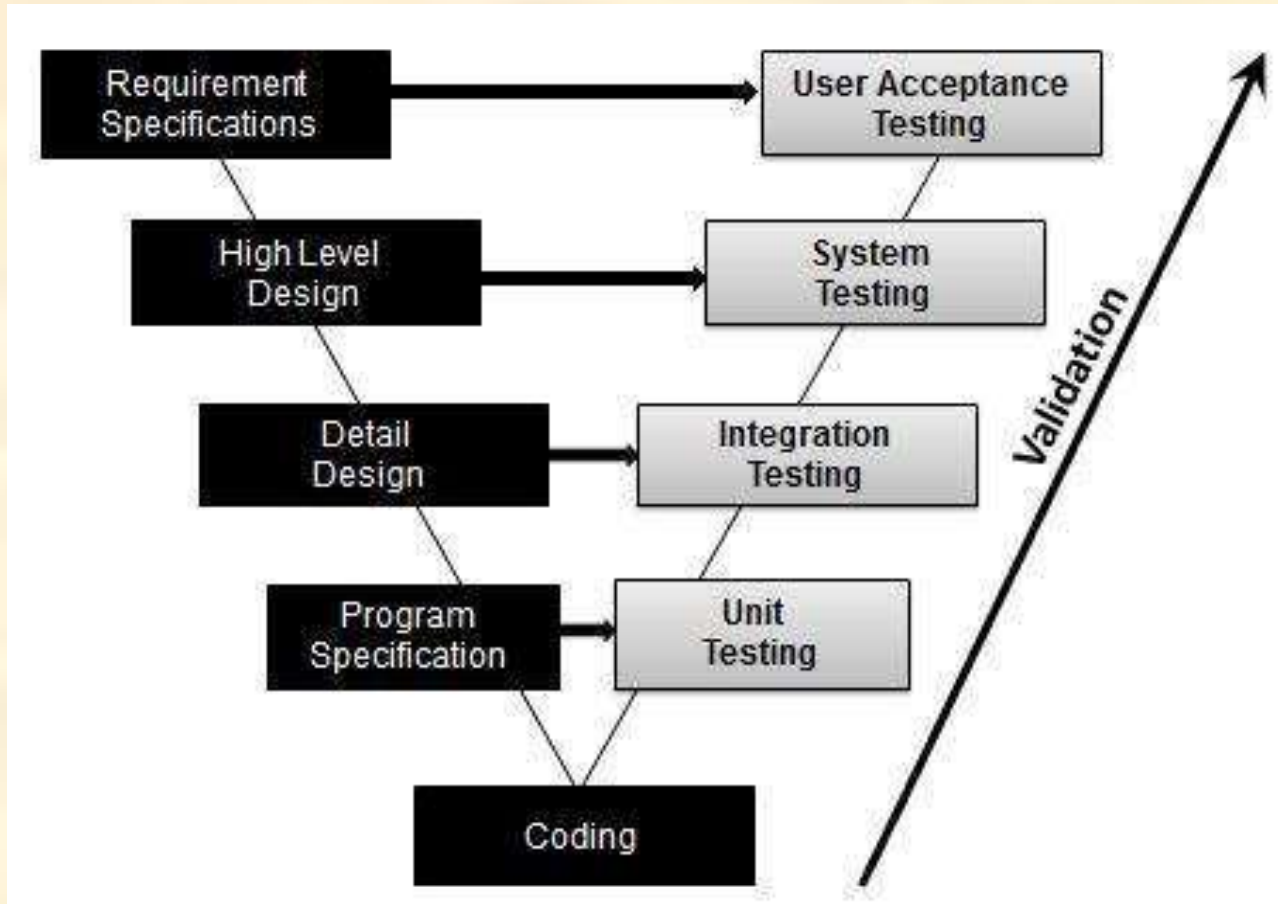 Requirement
Specifications
User Acceptance
Testing
High Level
Design
System
Testing
Detail
Design
Integration
Testing
Validation
Program
Specification
Unit
Testing
Coding